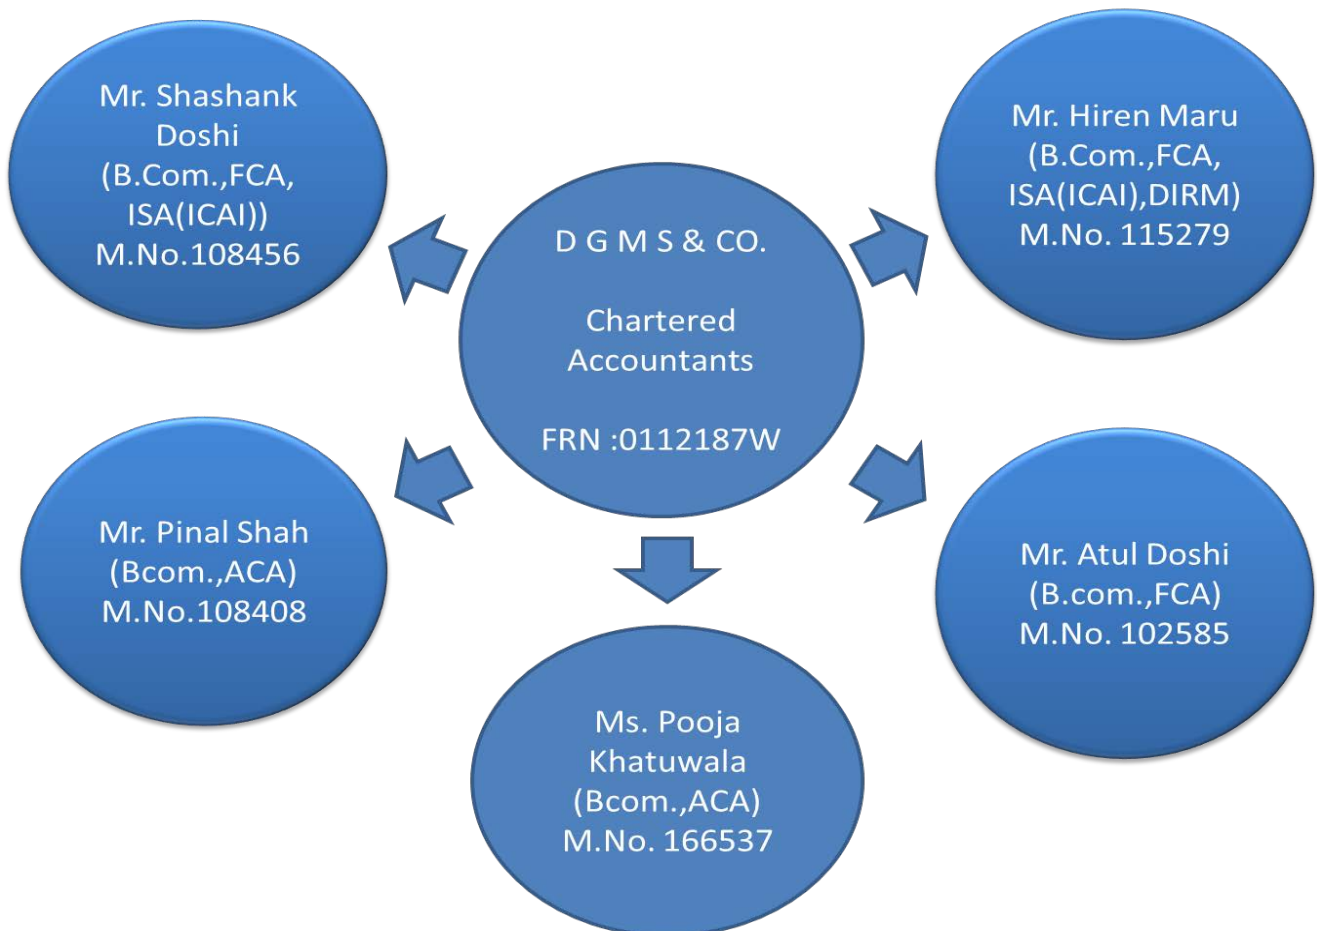 Mr. Shashank
Doshi
(B.Com.,FCA,
ISA(ICAI))
M.No.108456
Mr. Hiren Maru
(B.Com.,FCA,
ISA(ICAI),DIRM)
M.No. 115279
D G M S & CO.
Chartered
Accountants
FRN :0112187W
Mr. Pinal Shah
(Bcom.,ACA)
M.No.108408
Mr. Atul Doshi
(B.com.,FCA)
M.No. 102585
Ms. Pooja
Khatuwala
(Bcom.,ACA)
M.No. 166537